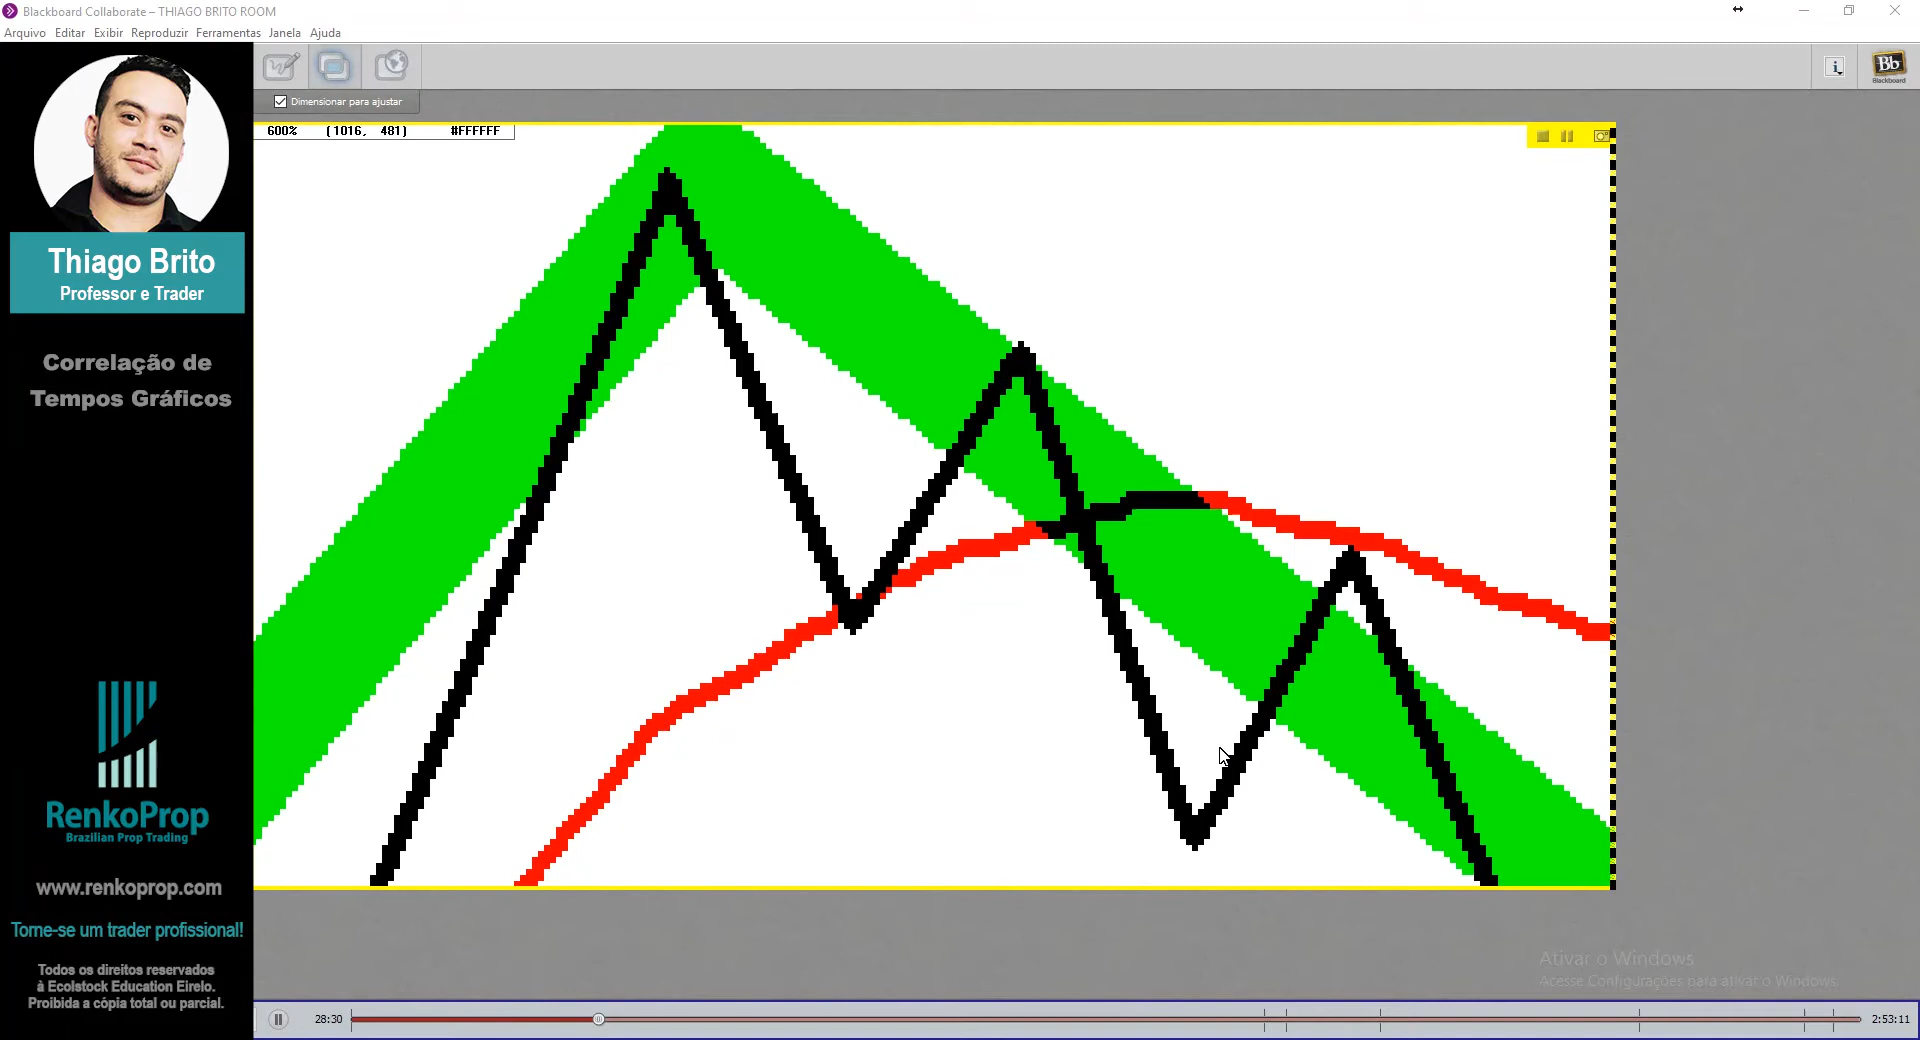 Blackboard Collaborate – THIAGO BRITO ROOM
Arquivo Editar Exibir Reproduzir Ferramentas Janela Ajuda
Dimensionar para ajustar
Bb
Blackboard
600% (1016, 481) #FFFFFF
Thiago Brito
Professor e Trader
Correlação de
Tempos Gráficos
RenkoProp
Brazilian Prop Trading
www.renkoprop.com
Torne-se um trader profissional!
Todos os direitos reservados
à Ecolstock Education Eirelo.
Proibida a cópia total ou parcial.
Ativar o Windows
Acesse Configurações para ativar o Windows.
28:30
2:53:11